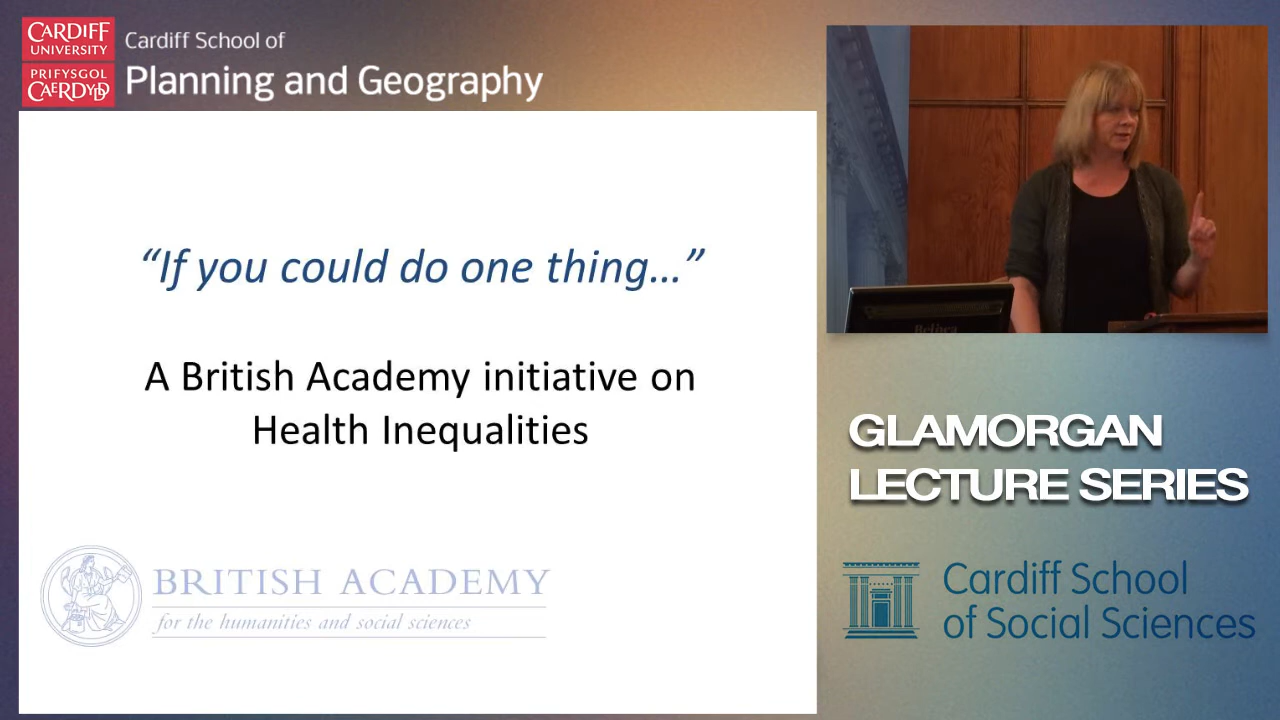 CARDIFF
UNIVERSITY
PRIFYSGOL
CAERDYDD
Cardiff School of
Planning and Geography
“If you could do one thing…”
A British Academy initiative on
Health Inequalities
BRITISH ACADEMY
for the humanities and social sciences
GLAMORGAN
LECTURE SERIES
Cardiff School
of Social Sciences